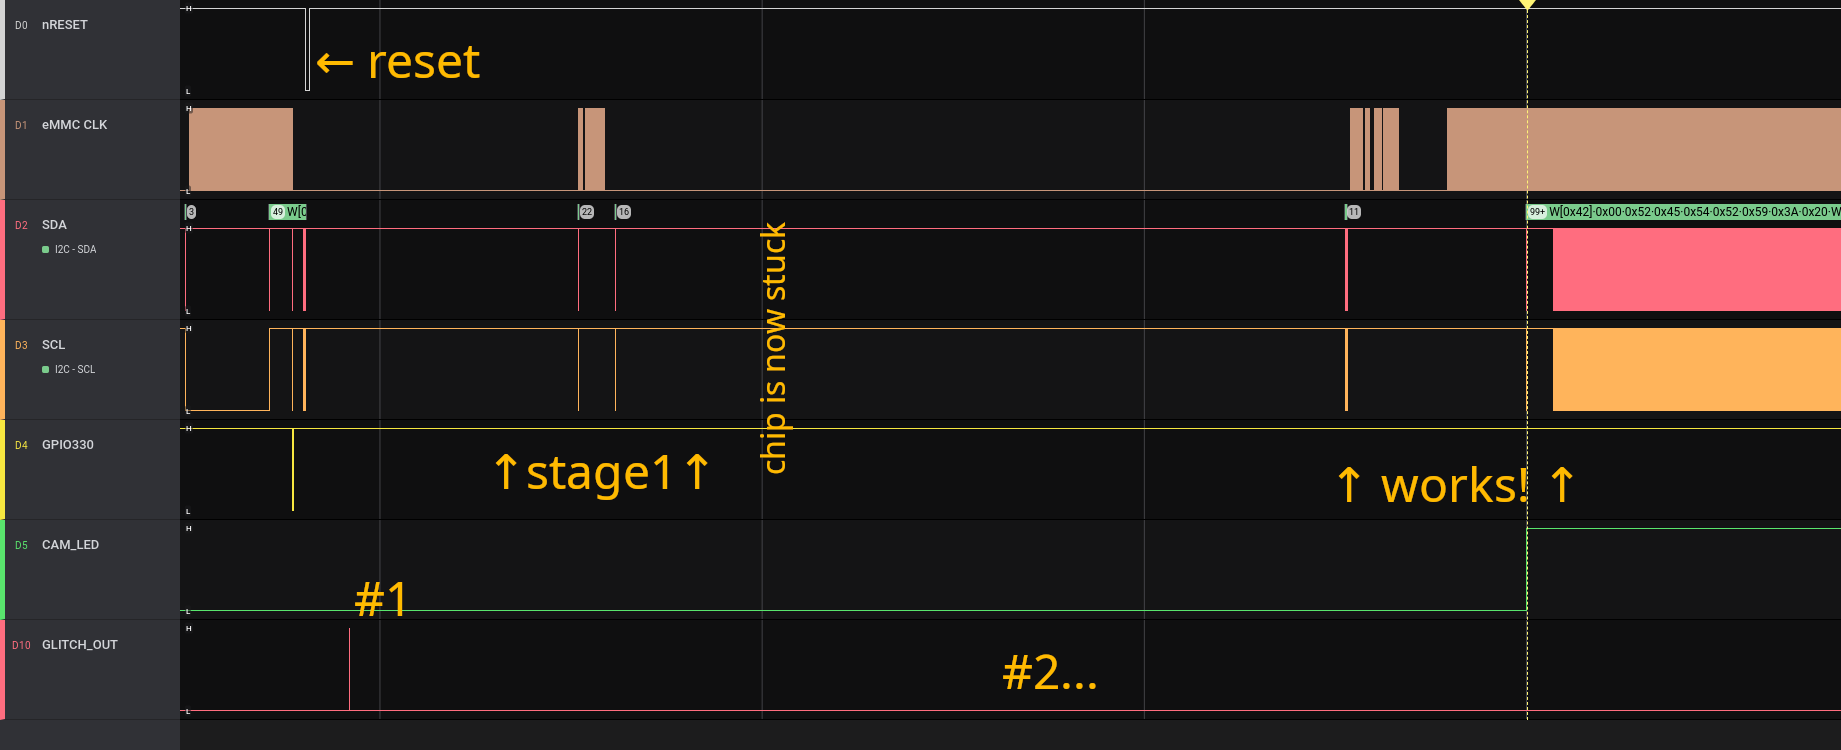 D0 nRESET
H
L
← reset
D1 eMMC CLK
H
L
D2 SDA
I2C - SDA
3
49 W[0
22
16
11
99+ W[0x42]·0x00·0x52·0x45·0x54·0x52·0x59·0x3A·0x20·W
H
L
D3 SCL
I2C - SCL
H
L
chip is now stuck
D4 GPIO330
H
L
↑stage1↑
↑ works! ↑
D5 CAM_LED
H
L
#1
D10 GLITCH_OUT
H
L
#2...